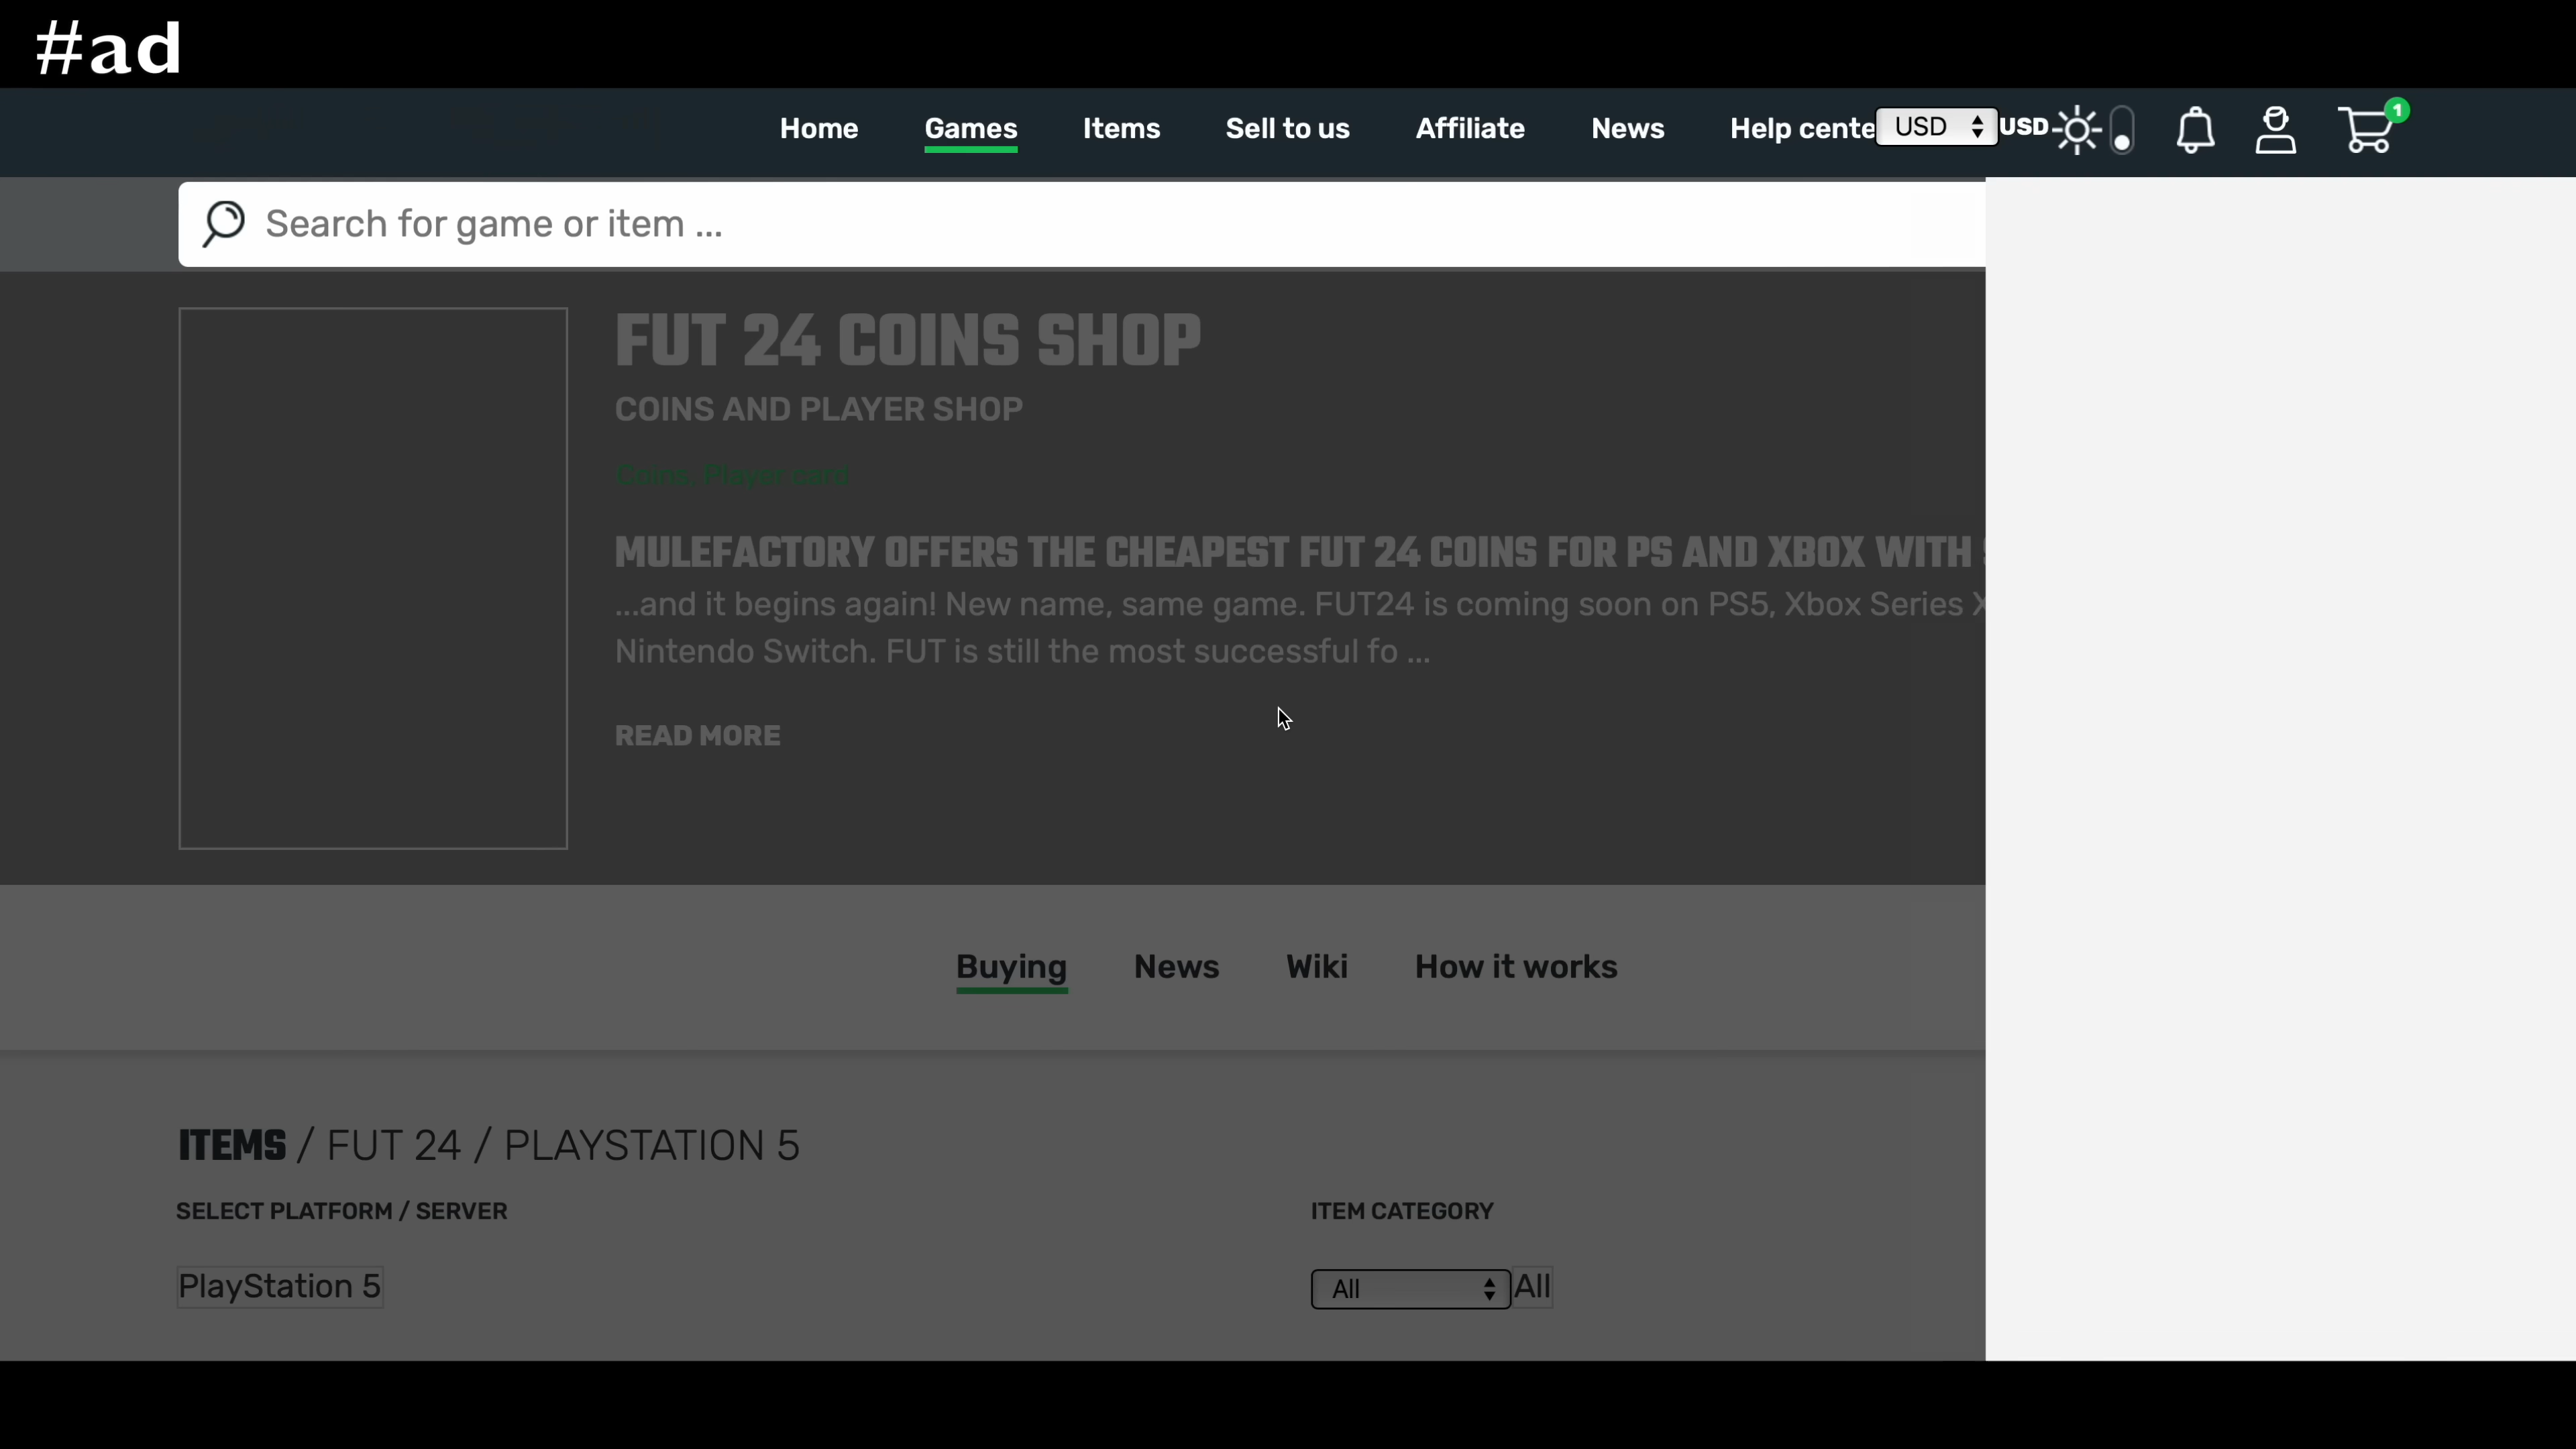 #ad
Home Games Items Sell to us Affiliate News Help cente USD USD 1
Search for game or item ...
FUT 24 COINS SHOP
COINS AND PLAYER SHOP
Coins, Player card
MULEFACTORY OFFERS THE CHEAPEST FUT 24 COINS FOR PS AND XBOX WITH
...and it begins again! New name, same game. FUT24 is coming soon on PS5, Xbox Series X
Nintendo Switch. FUT is still the most successful fo ...
READ MORE
Buying News Wiki How it works
ITEMS / FUT 24 / PLAYSTATION 5
SELECT PLATFORM / SERVER
ITEM CATEGORY
PlayStation 5
All All